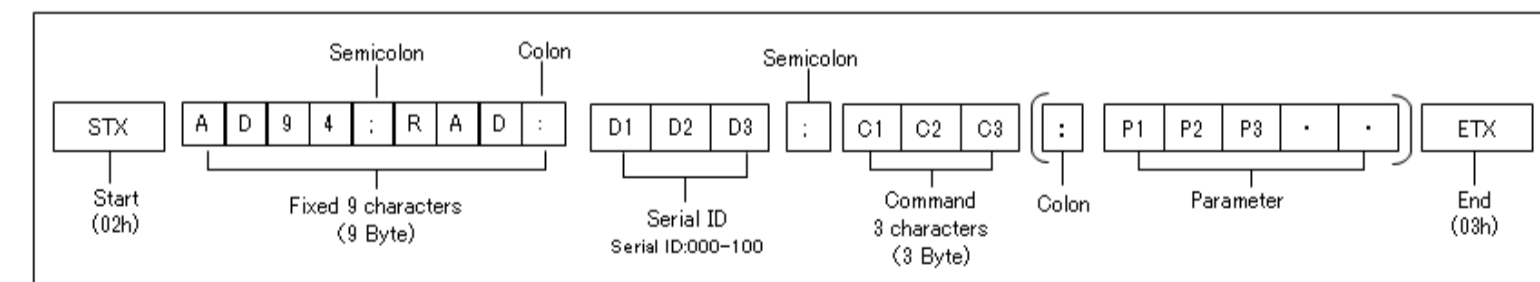 Semicolon Colon Semicolon
STX A D 9 4 ; R A D : D1 D2 D3 ; C1 C2 C3 ( : P1 P2 P3 ・ ・ ) ETX
Start Fixed 9 characters Serial ID Command Colon Parameter End
(02h) (9 Byte) Serial ID:000-100 3 characters (03h)
(3 Byte)